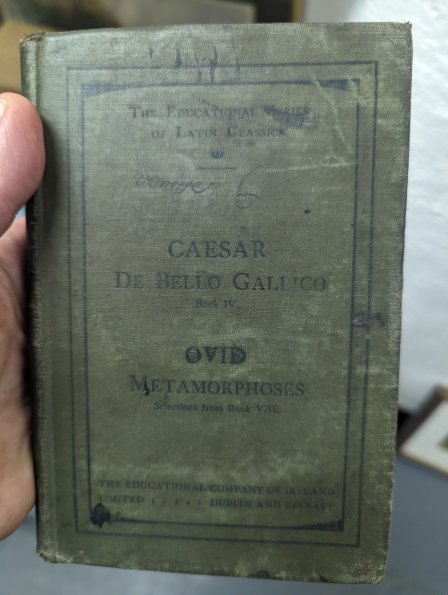 THE EDUCATIONAL SERIES
OF LATIN CLASSICS
CAESAR
DE BELLO GALLICO
Book IV.
OVID
METAMORPHOSES
Selections from Book VIII.
THE EDUCATIONAL COMPANY OF IRELAND
LIMITED : : : : DUBLIN AND BELFAST